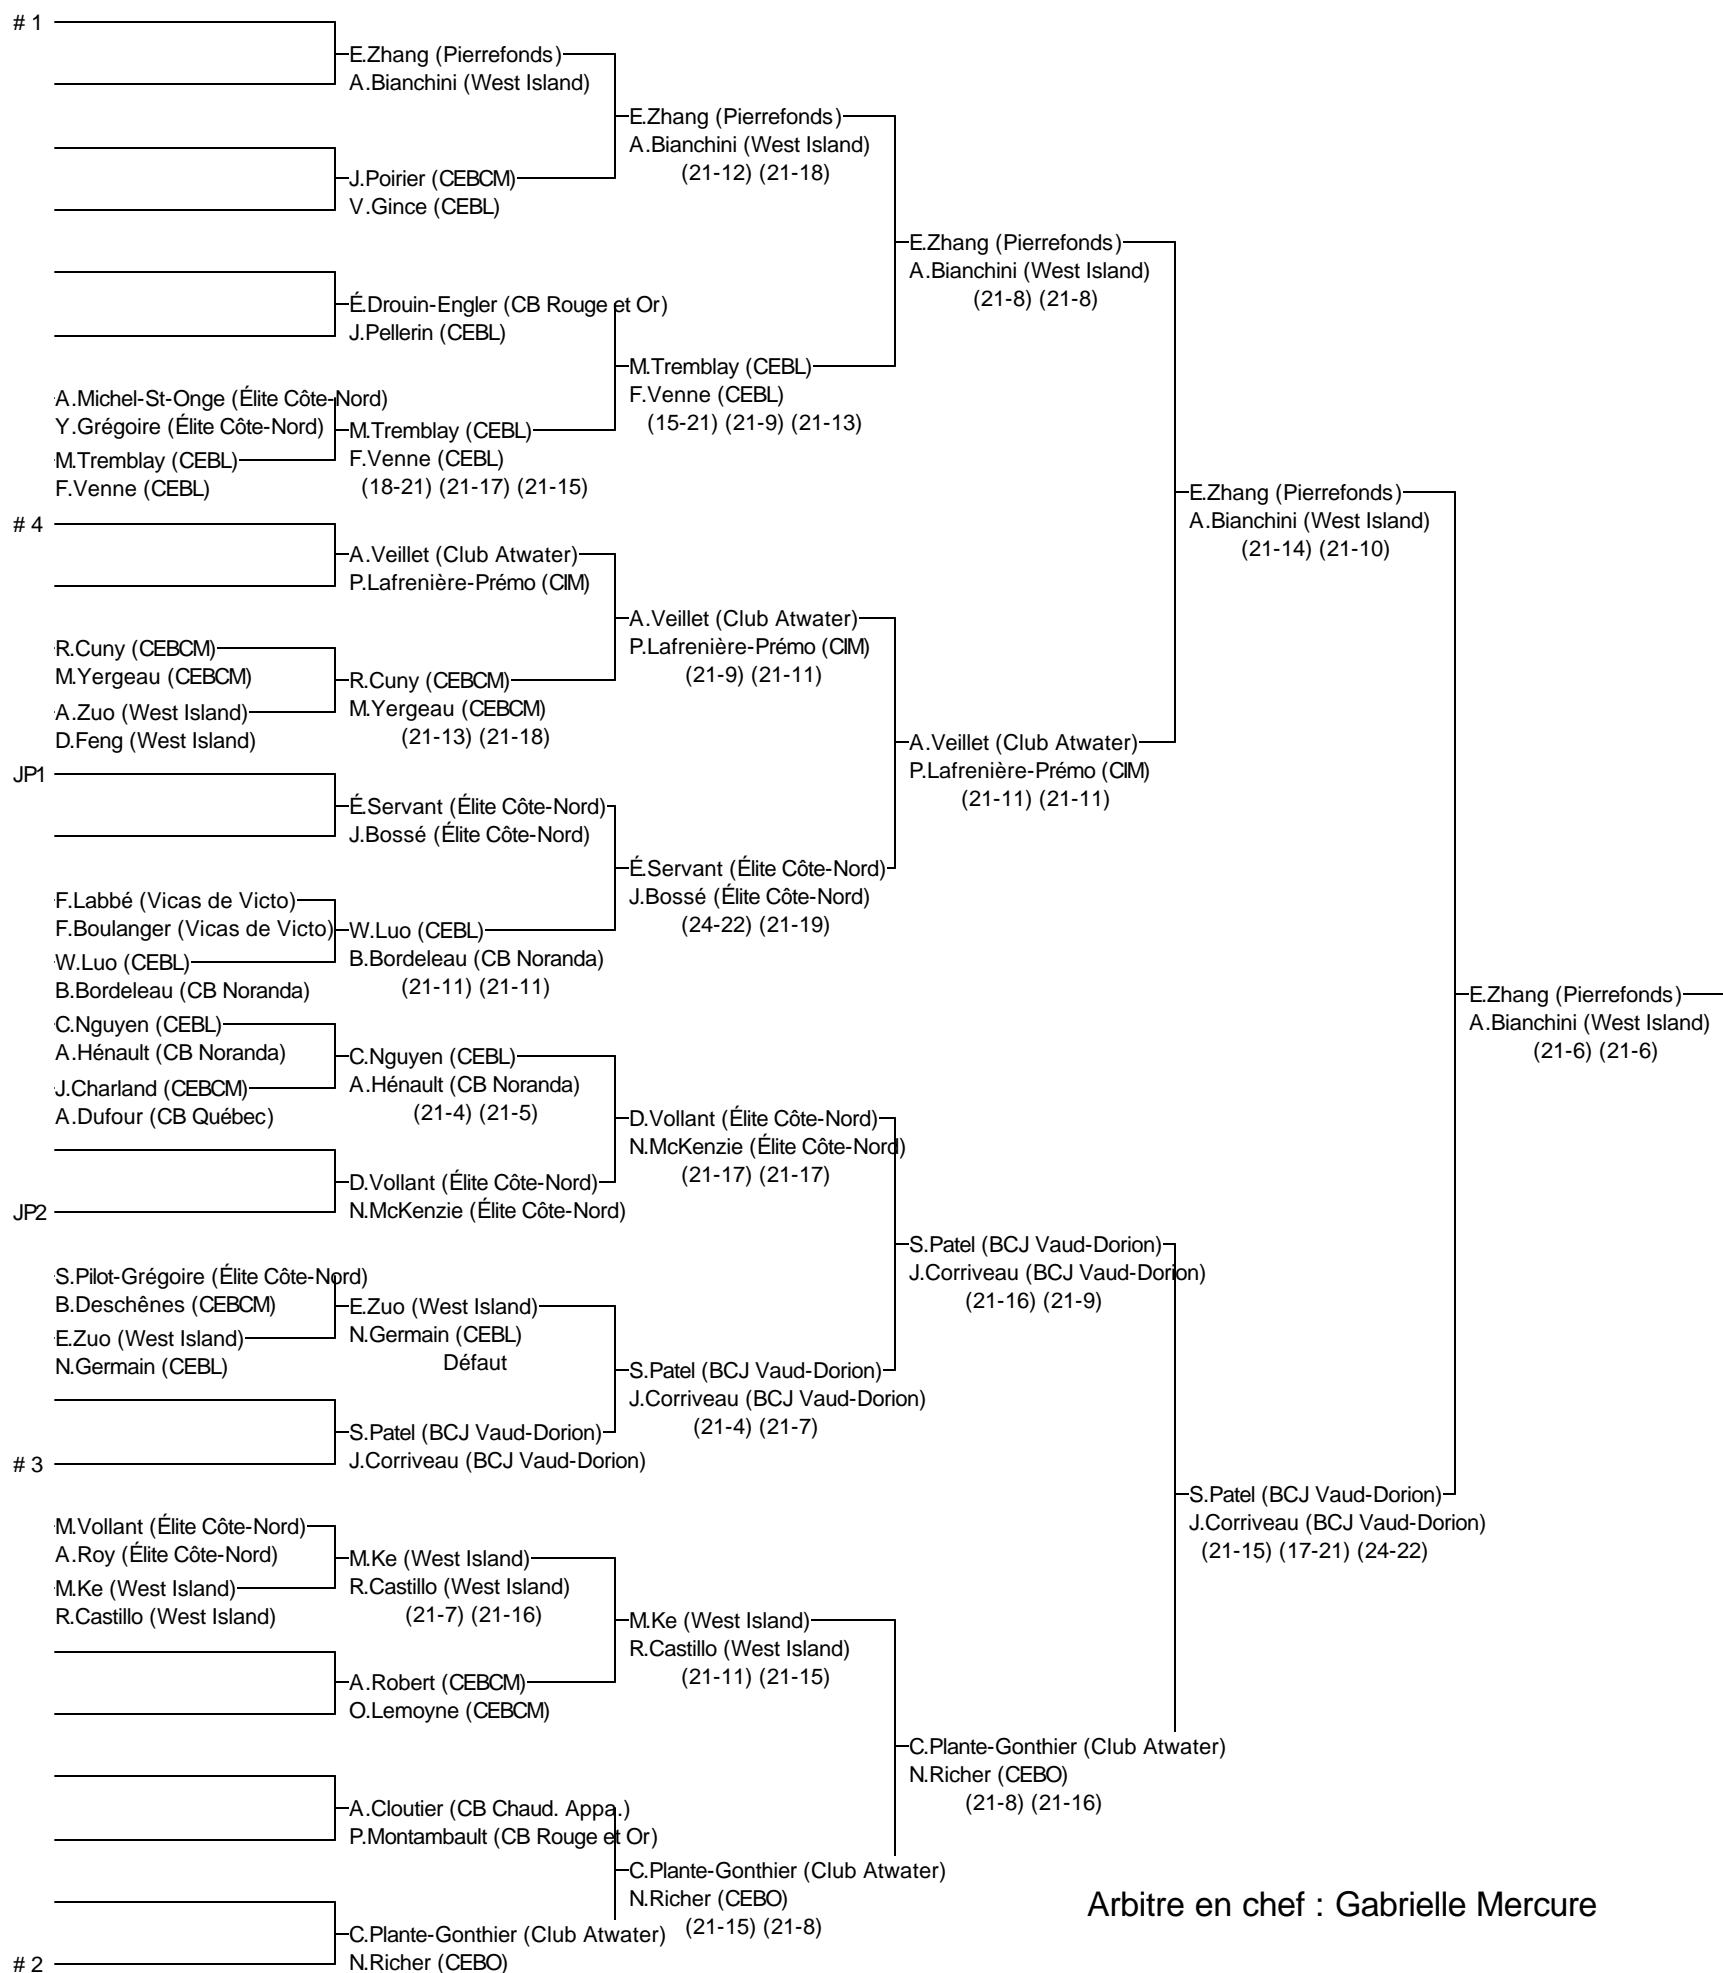 # 1
E.Zhang (Pierrefonds)
A.Bianchini (West Island)
E.Zhang (Pierrefonds)
A.Bianchini (West Island)
(21-12) (21-18)
J.Poirier (CEBCM)
V.Gince (CEBL)
E.Zhang (Pierrefonds)
A.Bianchini (West Island)
(21-8) (21-8)
É.Drouin-Engler (CB Rouge et Or)
J.Pellerin (CEBL)
M.Tremblay (CEBL)
F.Venne (CEBL)
(15-21) (21-9) (21-13)
A.Michel-St-Onge (Élite Côte-Nord)
Y.Grégoire (Élite Côte-Nord)
M.Tremblay (CEBL)
F.Venne (CEBL)
M.Tremblay (CEBL)
F.Venne (CEBL)
(18-21) (21-17) (21-15)
E.Zhang (Pierrefonds)
A.Bianchini (West Island)
(21-14) (21-10)
# 4
A.Veillet (Club Atwater)
P.Lafrenière-Prémo (CIM)
A.Veillet (Club Atwater)
P.Lafrenière-Prémo (CIM)
(21-9) (21-11)
R.Cuny (CEBCM)
M.Yergeau (CEBCM)
A.Zuo (West Island)
D.Feng (West Island)
R.Cuny (CEBCM)
M.Yergeau (CEBCM)
(21-13) (21-18)
A.Veillet (Club Atwater)
P.Lafrenière-Prémo (CIM)
(21-11) (21-11)
JP1
É.Servant (Élite Côte-Nord)
J.Bossé (Élite Côte-Nord)
É.Servant (Élite Côte-Nord)
J.Bossé (Élite Côte-Nord)
(24-22) (21-19)
F.Labbé (Vicas de Victo)
F.Boulanger (Vicas de Victo)
W.Luo (CEBL)
B.Bordeleau (CB Noranda)
W.Luo (CEBL)
B.Bordeleau (CB Noranda)
(21-11) (21-11)
E.Zhang (Pierrefonds)
A.Bianchini (West Island)
(21-6) (21-6)
C.Nguyen (CEBL)
A.Hénault (CB Noranda)
J.Charland (CEBCM)
A.Dufour (CB Québec)
C.Nguyen (CEBL)
A.Hénault (CB Noranda)
(21-4) (21-5)
D.Vollant (Élite Côte-Nord)
N.McKenzie (Élite Côte-Nord)
(21-17) (21-17)
D.Vollant (Élite Côte-Nord)
N.McKenzie (Élite Côte-Nord)
JP2
S.Patel (BCJ Vaud-Dorion)
J.Corriveau (BCJ Vaud-Dorion)
(21-16) (21-9)
S.Pilot-Grégoire (Élite Côte-Nord)
B.Deschênes (CEBCM)
E.Zuo (West Island)
N.Germain (CEBL)
E.Zuo (West Island)
N.Germain (CEBL)
Défaut
S.Patel (BCJ Vaud-Dorion)
J.Corriveau (BCJ Vaud-Dorion)
(21-4) (21-7)
S.Patel (BCJ Vaud-Dorion)
J.Corriveau (BCJ Vaud-Dorion)
# 3
S.Patel (BCJ Vaud-Dorion)
J.Corriveau (BCJ Vaud-Dorion)
(21-15) (17-21) (24-22)
M.Vollant (Élite Côte-Nord)
A.Roy (Élite Côte-Nord)
M.Ke (West Island)
R.Castillo (West Island)
M.Ke (West Island)
R.Castillo (West Island)
(21-7) (21-16)
M.Ke (West Island)
R.Castillo (West Island)
(21-11) (21-15)
A.Robert (CEBCM)
O.Lemoyne (CEBCM)
C.Plante-Gonthier (Club Atwater)
N.Richer (CEBO)
(21-8) (21-16)
A.Cloutier (CB Chaud. Appa.)
P.Montambault (CB Rouge et Or)
C.Plante-Gonthier (Club Atwater)
N.Richer (CEBO)
(21-15) (21-8)
C.Plante-Gonthier (Club Atwater)
N.Richer (CEBO)
# 2
Arbitre en chef : Gabrielle Mercure